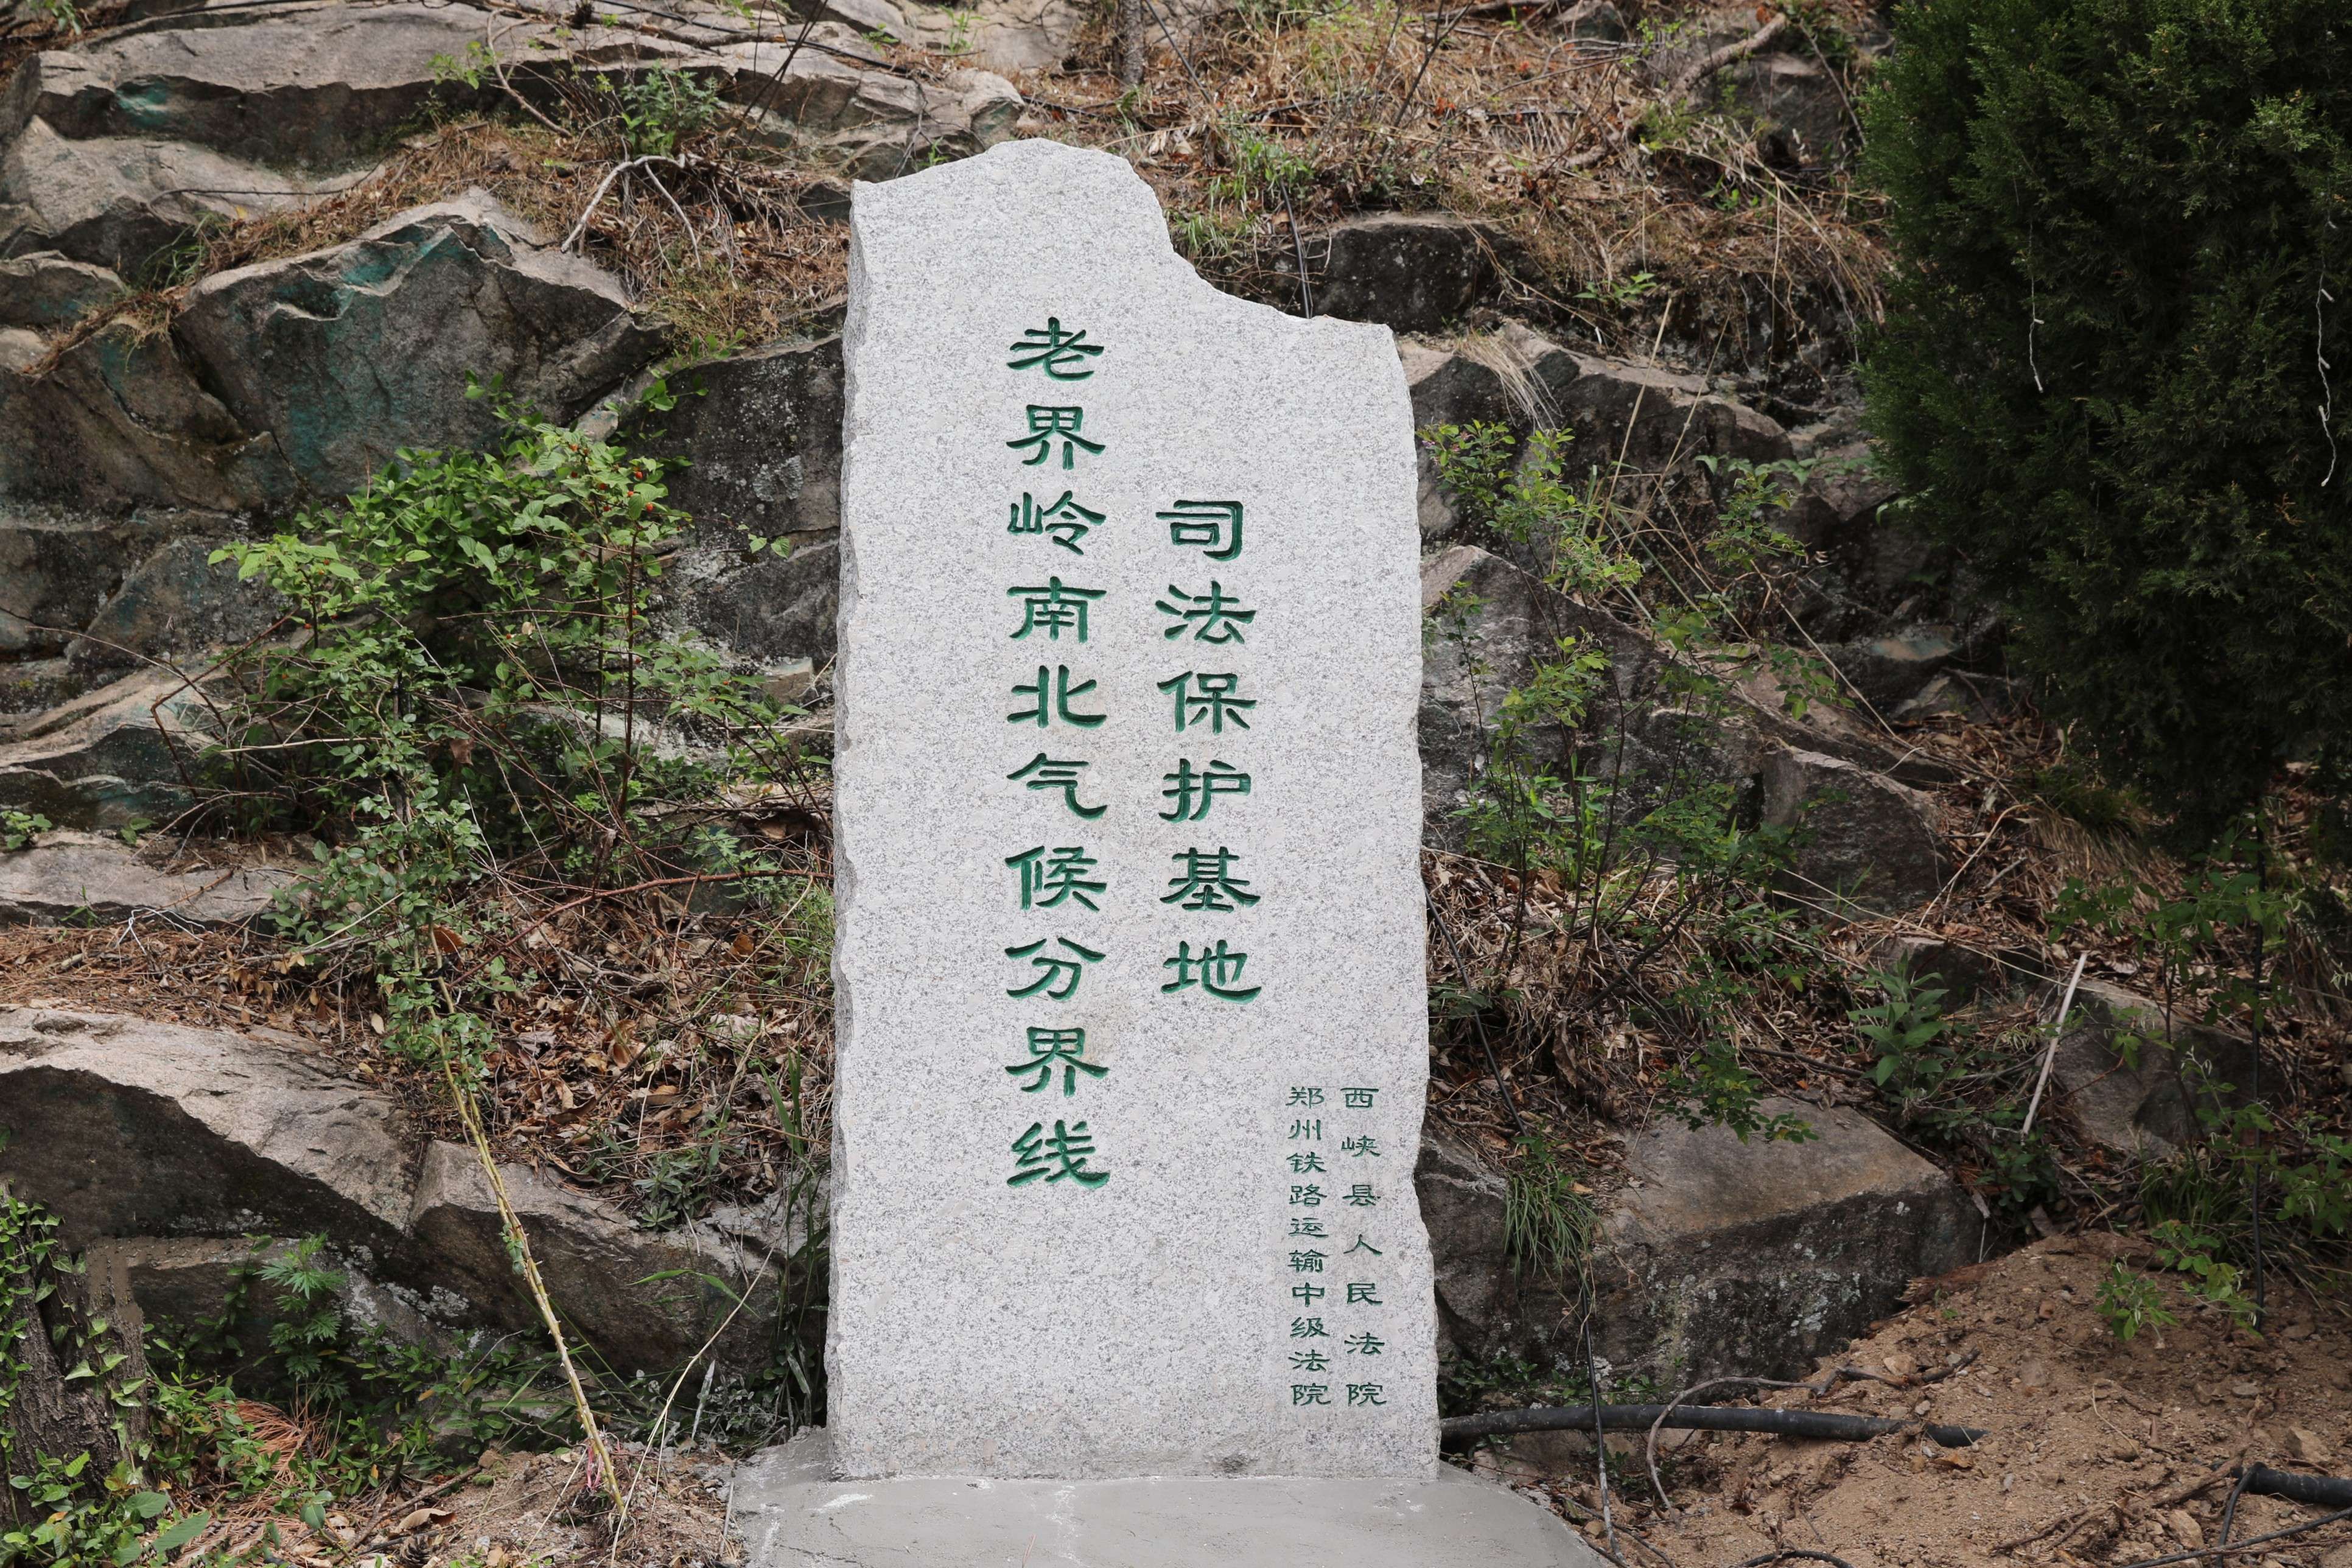 老界岭南北气候分界线
司法保护基地
郑州铁路运输中级法院
西峡县人民法院